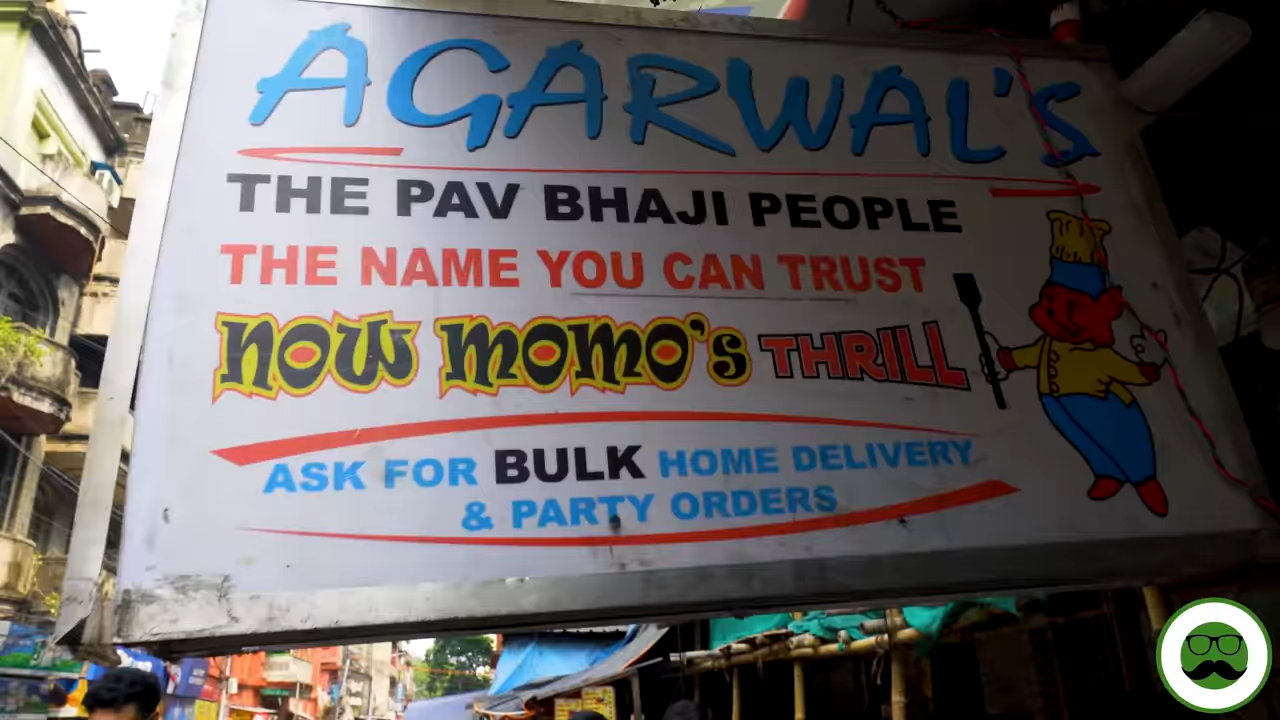 AGARWAL'S
THE PAV BHAJI PEOPLE
THE NAME YOU CAN TRUST
NOW MOMO'S THRILL
ASK FOR BULK HOME DELIVERY
& PARTY ORDERS